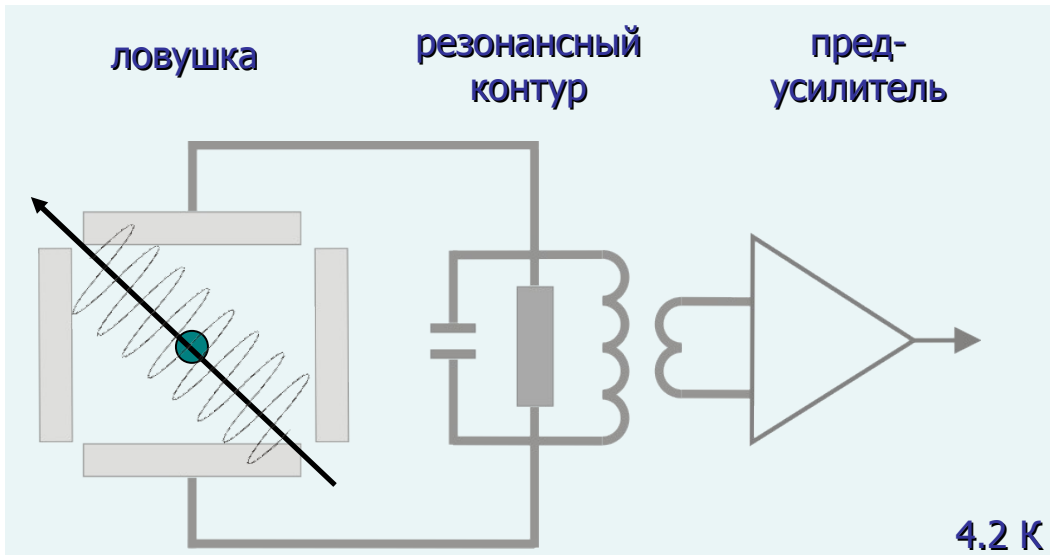 ловушка
резонансный
контур
пред-
усилитель
4.2 К